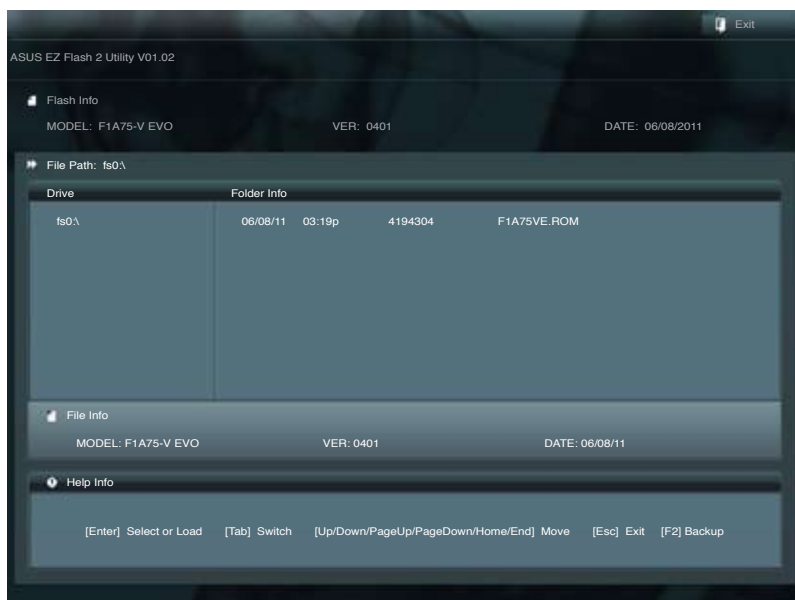 Exit
ASUS EZ Flash 2 Utility V01.02
Flash Info
MODEL: F1A75-V EVO VER: 0401 DATE: 06/08/2011
File Path: fs0:\
Drive Folder Info
fs0:\ 06/08/11 03:19p 4194304 F1A75VE.ROM
File Info
MODEL: F1A75-V EVO VER: 0401 DATE: 06/08/11
Help Info
[Enter] Select or Load [Tab] Switch [Up/Down/PageUp/PageDown/Home/End] Move [Esc] Exit [F2] Backup